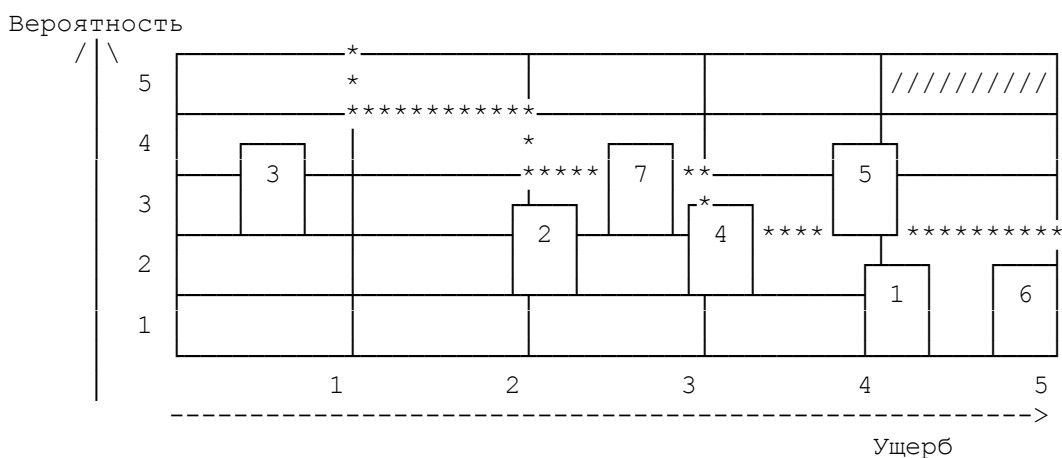 Вероятность
/ \
*
5 * //////////
************
4 *
3 ***** 7 ** 5
3 *
2 4 **** **********
2
1 6
1
1 2 3 4 5
------------------------------------------------------>
Ущерб